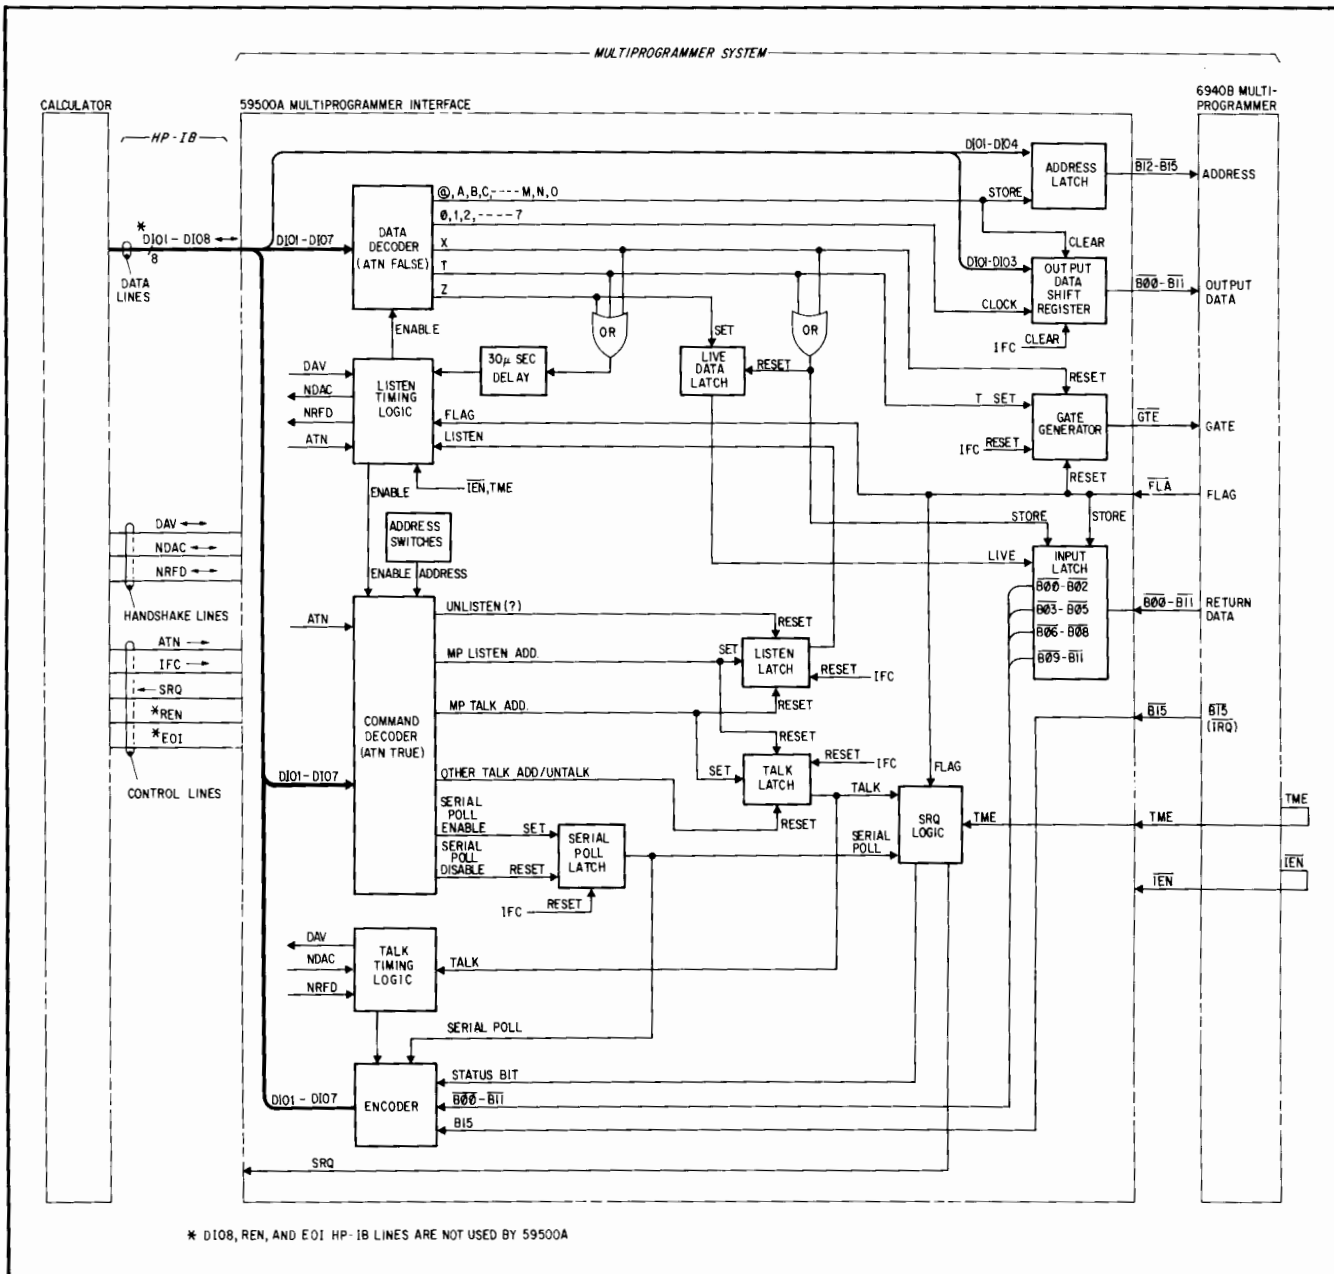 MULTIPROGRAMMER SYSTEM
CALCULATOR
HP-IB
59500A MULTIPROGRAMMER INTERFACE
6940B MULTI-
PROGRAMMER
*
DIO1 - DIO8
8
DATA
LINES
DIO1-DIO7
DATA
DECODER
(ATN FALSE)
@,A,B,C,----M,N,O
0,1,2,-----7
X
T
Z
DIO1-DIO4
STORE
ADDRESS
LATCH
B12-B15
ADDRESS
CLEAR
DIO1-DIO3
OUTPUT
DATA
SHIFT
REGISTER
CLOCK
IFC CLEAR
B00-B11
OUTPUT
DATA
ENABLE
OR
SET
OR
30μ SEC
DELAY
LIVE
DATA
LATCH
RESET
DAV
NDAC
NRFD
ATN
LISTEN
TIMING
LOGIC
FLAG
LISTEN
IEN,TME
RESET
T SET
GATE
GENERATOR
IFC RESET
GTE
GATE
RESET
FLA
FLAG
ENABLE
ADDRESS
SWITCHES
ENABLE
ADDRESS
STORE
STORE
LIVE
INPUT
LATCH
B00-B02
B03-B05
B06-B08
B09-B11
B00-B11
RETURN
DATA
DAV
NDAC
NRFD
HANDSHAKE LINES
ATN
IFC
SRQ
*REN
*EOI
CONTROL LINES
ATN
COMMAND
DECODER
(ATN TRUE)
DIO1-DIO7
UNLISTEN(?)
RESET
MP LISTEN ADD.
SET
LISTEN
LATCH
RESET
IFC
MP TALK ADD.
RESET
RESET
B15
B15
(IRQ)
OTHER TALK ADD/UNTALK
SET
TALK
LATCH
RESET
IFC
TALK
RESET
FLAG
SRQ
LOGIC
TME
TME
TME
SERIAL
POLL
ENABLE
SET
SERIAL
POLL
DISABLE
RESET
SERIAL
POLL
LATCH
IFC RESET
SERIAL
POLL
IEN
IEN
DAV
NDAC
NRFD
TALK
TIMING
LOGIC
TALK
SERIAL POLL
DIO1 - DIO7
ENCODER
STATUS BIT
B00-B11
B15
SRQ
* DIO8, REN, AND EOI HP-IB LINES ARE NOT USED BY 59500A